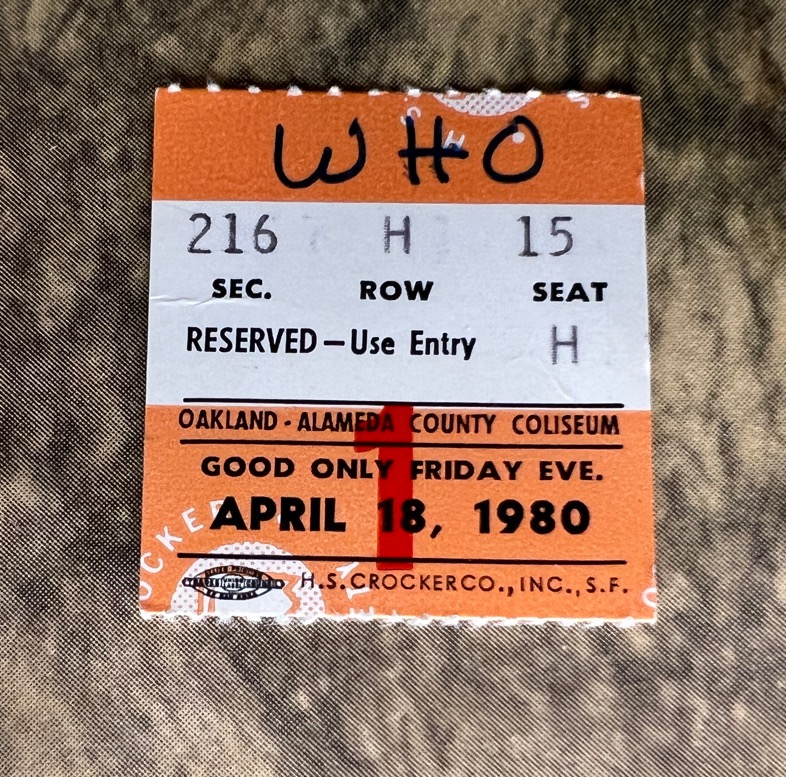 WHO
216 H 15
SEC. ROW SEAT
RESERVED—Use Entry H
OAKLAND - ALAMEDA COUNTY COLISEUM
1
GOOD ONLY FRIDAY EVE.
APRIL 18, 1980
H.S.CROCKER CO., INC., S.F.